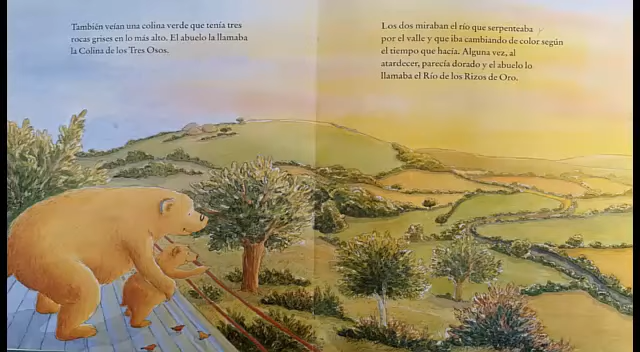 También veían una colina verde que tenía tres
rocas grises en lo más alto. El abuelo la llamaba
la Colina de los Tres Osos.
Los dos miraban el río que serpenteaba
por el valle y que iba cambiando de color según
el tiempo que hacía. Alguna vez, al
atardecer, parecía dorado y el abuelo lo
llamaba el Río de los Rizos de Oro.